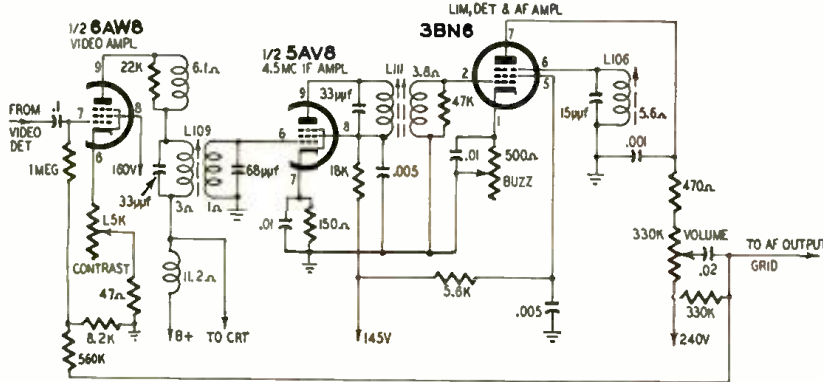 1/2 6AW8
VIDEO AMPL
1/2 5AV8
4.5MC IF AMPL
LIM, DET & AF AMPL
3BN6
9
22K
6.1Ω
FROM
VIDEO
DET
.1
7
8
6
1MEG
160V
33μμf
3Ω
L109
1Ω
68μμf
9
6
8
7
33μμf
L111
3.8Ω
47K
18K
.005
.01
150Ω
7
2
6
5
1
.01
500Ω
BUZZ
L106
15μμf
5.6Ω
.001
470Ω
330K
VOLUME
.02
TO AF OUTPUT
GRID
330K
240V
1.5K
CONTRAST
47Ω
8.2K
560K
11.2Ω
B+
TO CRT
145V
5.6K
.005